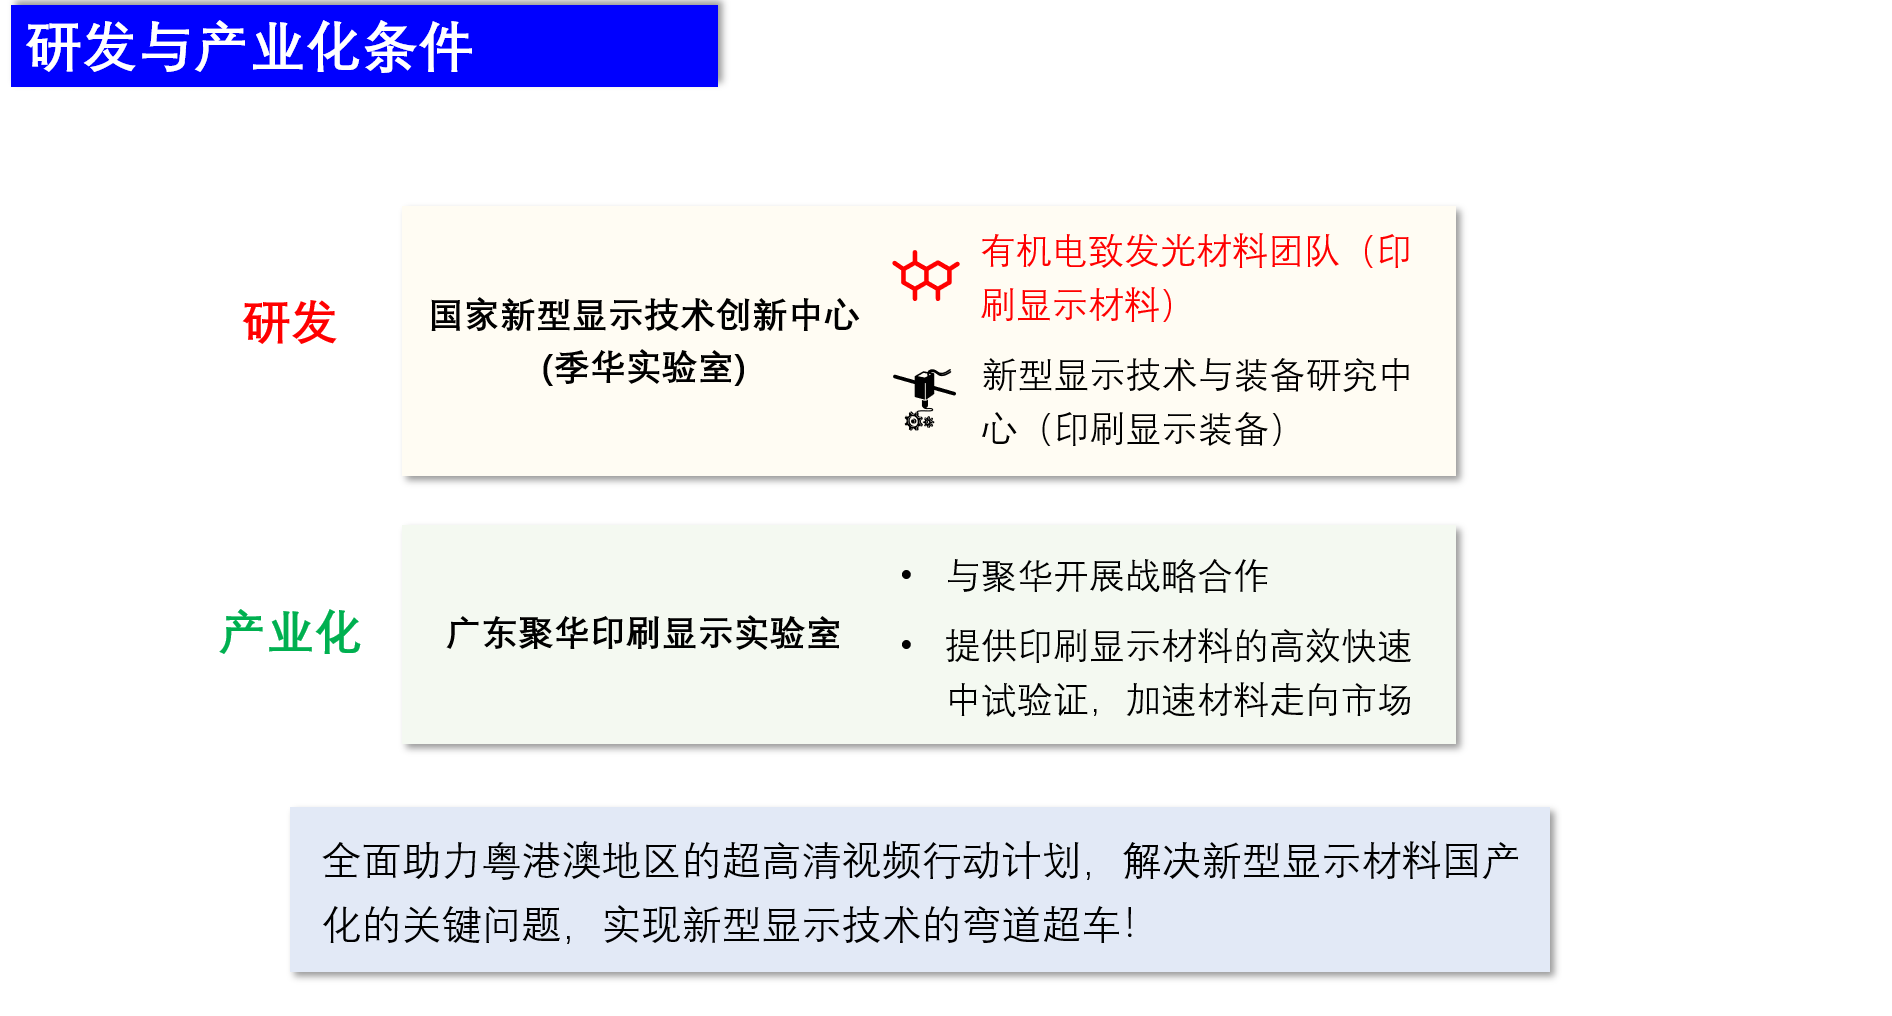 研发与产业化条件
研发
国家新型显示技术创新中心
(季华实验室)
有机电致发光材料团队（印
刷显示材料）
新型显示技术与装备研究中
心（印刷显示装备）
产业化
广东聚华印刷显示实验室
• 与聚华开展战略合作
• 提供印刷显示材料的高效快速
中试验证，加速材料走向市场
全面助力粤港澳地区的超高清视频行动计划，解决新型显示材料国产
化的关键问题，实现新型显示技术的弯道超车！